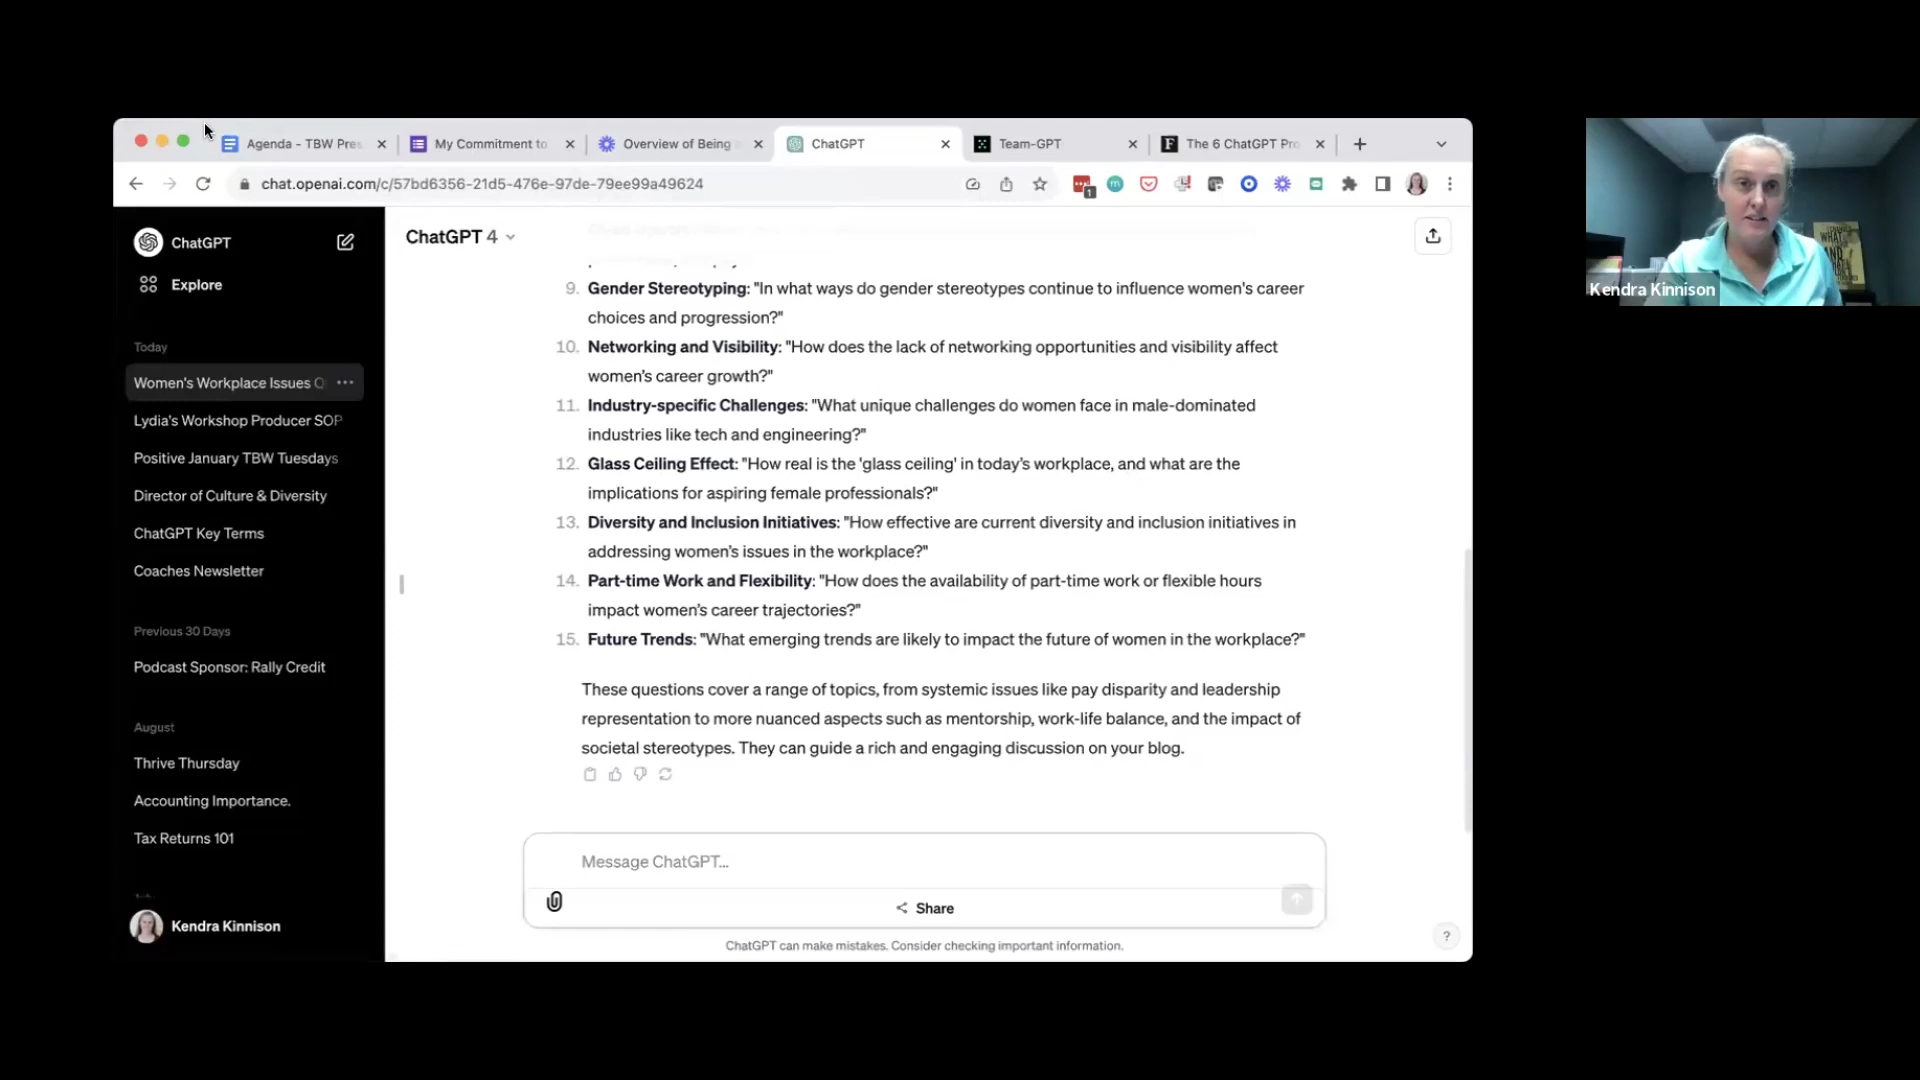 Agenda - TBW Pres
My Commitment to
Overview of Being
ChatGPT
Team-GPT
The 6 ChatGPT Pro
chat.openai.com/c/57bd6356-21d5-476e-97de-79ee99a49624
1
ChatGPT
Explore
Today
Women's Workplace Issues Q
Lydia's Workshop Producer SOP
Positive January TBW Tuesdays
Director of Culture & Diversity
ChatGPT Key Terms
Coaches Newsletter
Previous 30 Days
Podcast Sponsor: Rally Credit
August
Thrive Thursday
Accounting Importance.
Tax Returns 101
Kendra Kinnison
ChatGPT 4
9. Gender Stereotyping: "In what ways do gender stereotypes continue to influence women's career
choices and progression?"
10. Networking and Visibility: "How does the lack of networking opportunities and visibility affect
women's career growth?"
11. Industry-specific Challenges: "What unique challenges do women face in male-dominated
industries like tech and engineering?"
12. Glass Ceiling Effect: "How real is the 'glass ceiling' in today's workplace, and what are the
implications for aspiring female professionals?"
13. Diversity and Inclusion Initiatives: "How effective are current diversity and inclusion initiatives in
addressing women's issues in the workplace?"
14. Part-time Work and Flexibility: "How does the availability of part-time work or flexible hours
impact women's career trajectories?"
15. Future Trends: "What emerging trends are likely to impact the future of women in the workplace?"
These questions cover a range of topics, from systemic issues like pay disparity and leadership
representation to more nuanced aspects such as mentorship, work-life balance, and the impact of
societal stereotypes. They can guide a rich and engaging discussion on your blog.
Message ChatGPT...
Share
ChatGPT can make mistakes. Consider checking important information.
?
WHAT
AND
Kendra Kinnison